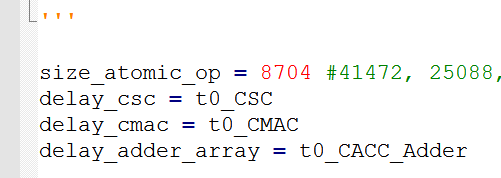 '''
size_atomic_op = 8704 #41472, 25088,
delay_csc = t0_CSC
delay_cmac = t0_CMAC
delay_adder_array = t0_CACC_Adder